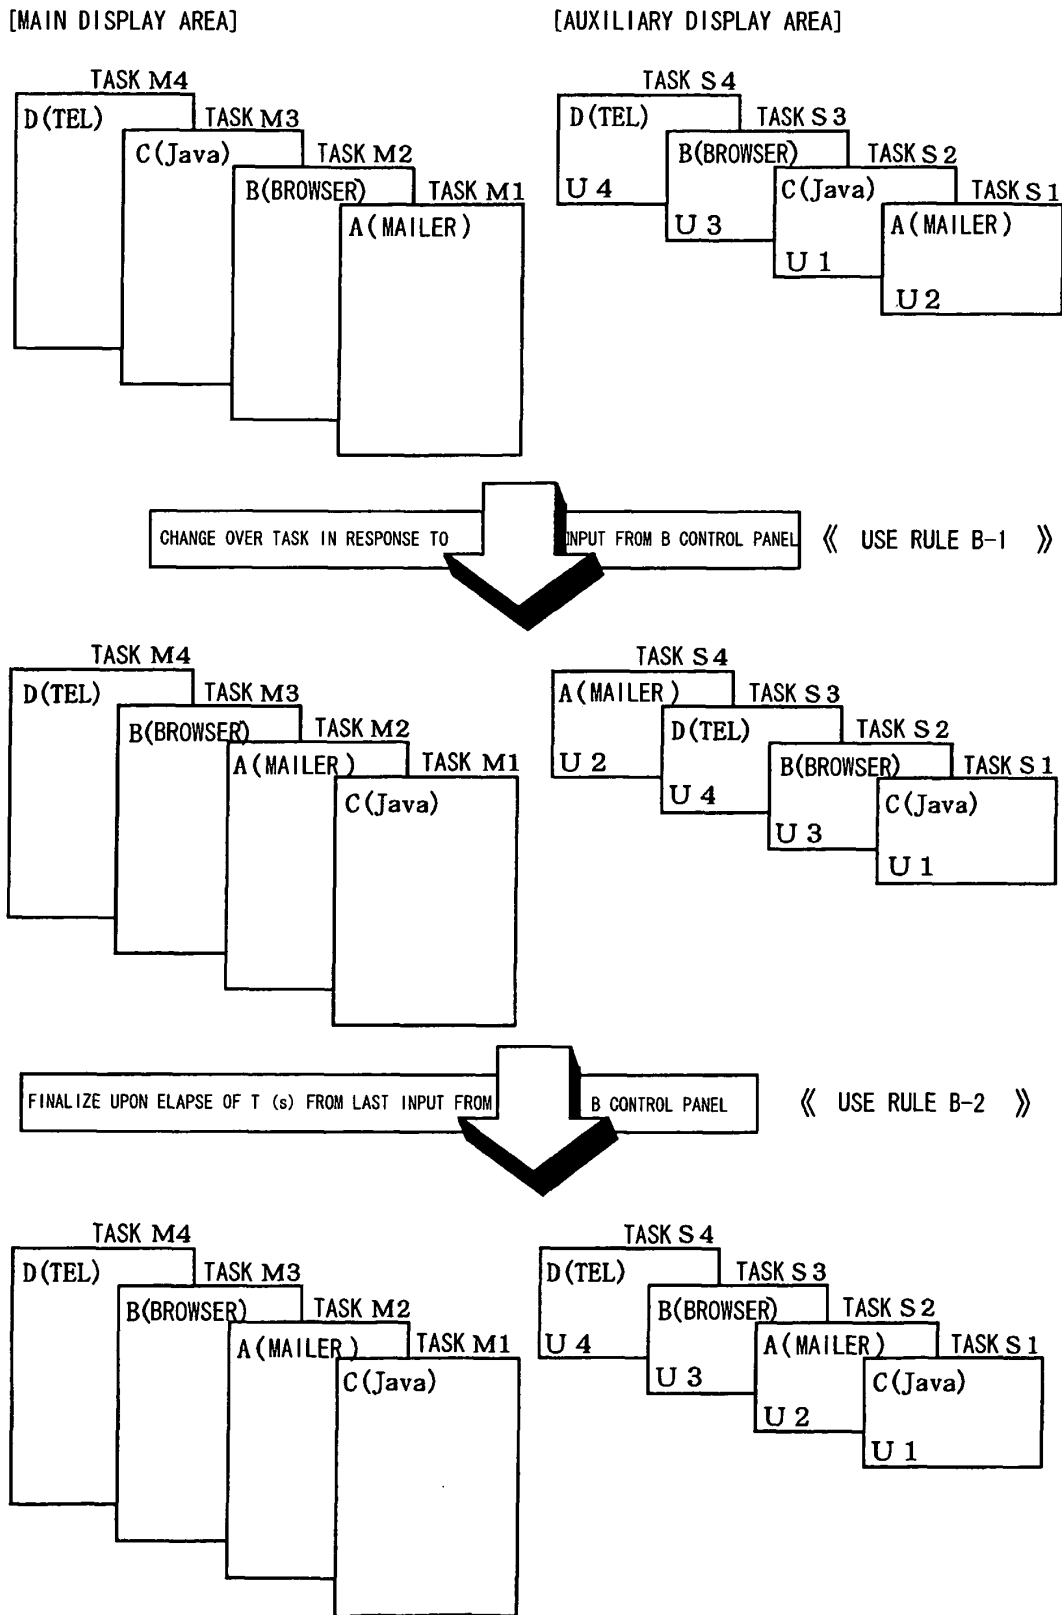 [MAIN DISPLAY AREA]
[AUXILIARY DISPLAY AREA]
TASK M4
D(TEL)
TASK M3
C(Java)
TASK M2
B(BROWSER)
TASK M1
A(MAILER)
TASK S4
D(TEL)
U4
TASK S3
B(BROWSER)
U3
TASK S2
C(Java)
U1
TASK S1
A(MAILER)
U2
CHANGE OVER TASK IN RESPONSE TO INPUT FROM B CONTROL PANEL
《 USE RULE B-1 》
TASK M4
D(TEL)
TASK M3
B(BROWSER)
TASK M2
A(MAILER)
TASK M1
C(Java)
TASK S4
A(MAILER)
U2
TASK S3
D(TEL)
U4
TASK S2
B(BROWSER)
U3
TASK S1
C(Java)
U1
FINALIZE UPON ELAPSE OF T (s) FROM LAST INPUT FROM B CONTROL PANEL
《 USE RULE B-2 》
TASK M4
D(TEL)
TASK M3
B(BROWSER)
TASK M2
A(MAILER)
TASK M1
C(Java)
TASK S4
D(TEL)
U4
TASK S3
B(BROWSER)
U3
TASK S2
A(MAILER)
U2
TASK S1
C(Java)
U1